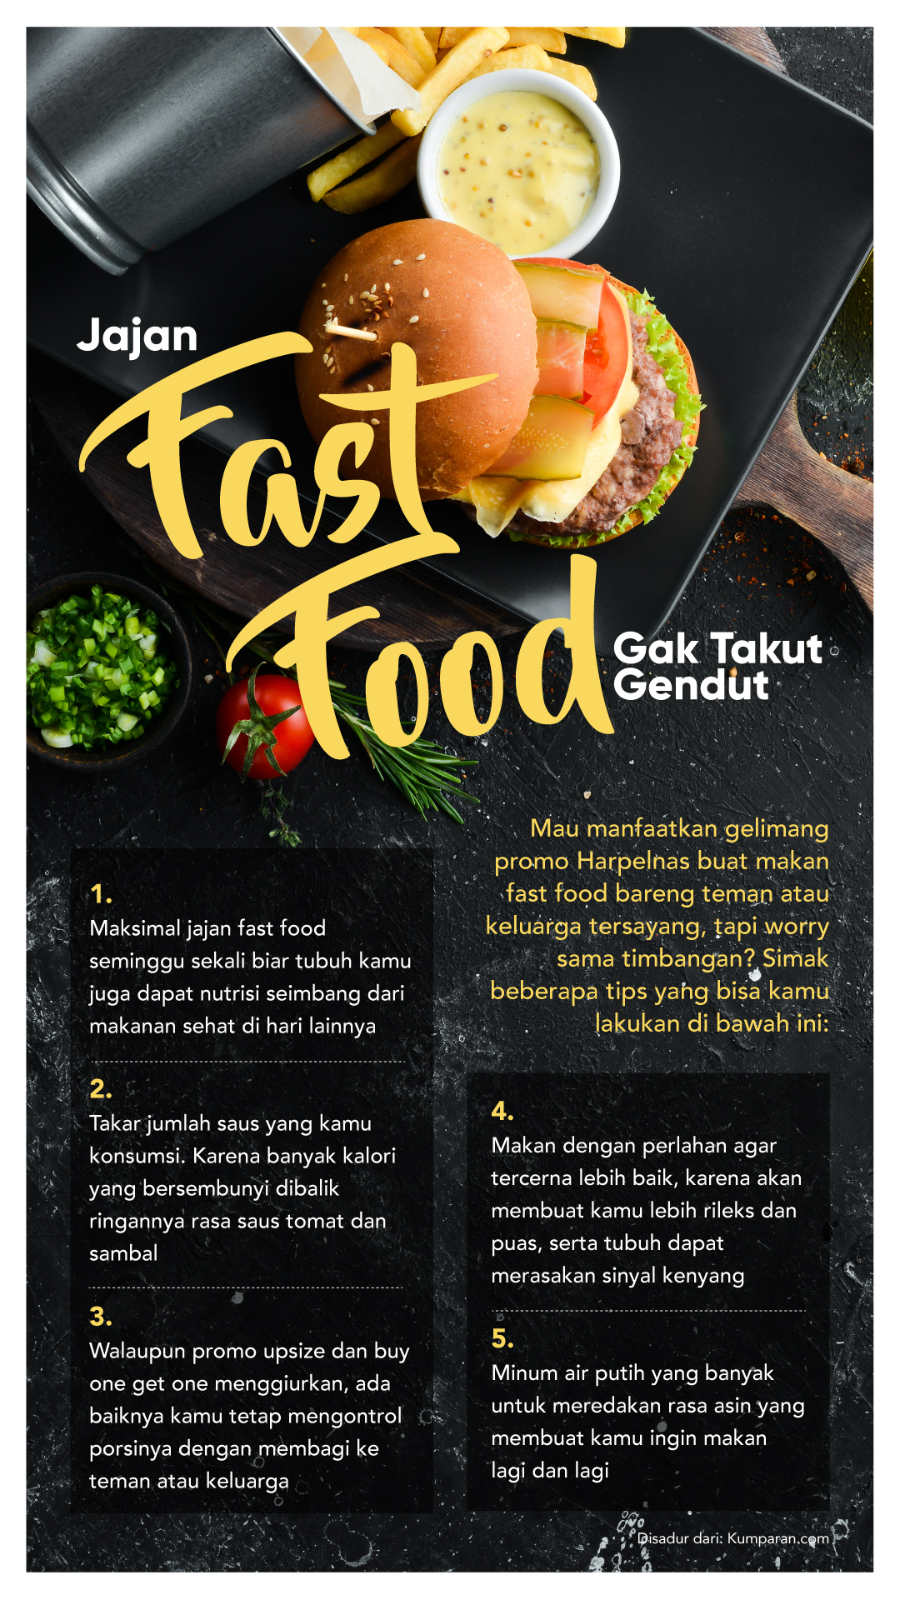 Jajan
Fast
Food
Gak Takut
Gendut
Mau manfaatkan gelimang
promo Harpelnas buat makan
fast food bareng teman atau
keluarga tersayang, tapi worry
sama timbangan? Simak
beberapa tips yang bisa kamu
lakukan di bawah ini:
1.
Maksimal jajan fast food
seminggu sekali biar tubuh kamu
juga dapat nutrisi seimbang dari
makanan sehat di hari lainnya
2.
Takar jumlah saus yang kamu
konsumsi. Karena banyak kalori
yang bersembunyi dibalik
ringannya rasa saus tomat dan
sambal
3.
Walaupun promo upsize dan buy
one get one menggiurkan, ada
baiknya kamu tetap mengontrol
porsinya dengan membagi ke
teman atau keluarga
4.
Makan dengan perlahan agar
tercerna lebih baik, karena akan
membuat kamu lebih rileks dan
puas, serta tubuh dapat
merasakan sinyal kenyang
5.
Minum air putih yang banyak
untuk meredakan rasa asin yang
membuat kamu ingin makan
lagi dan lagi
Disadur dari: Kumparan.com